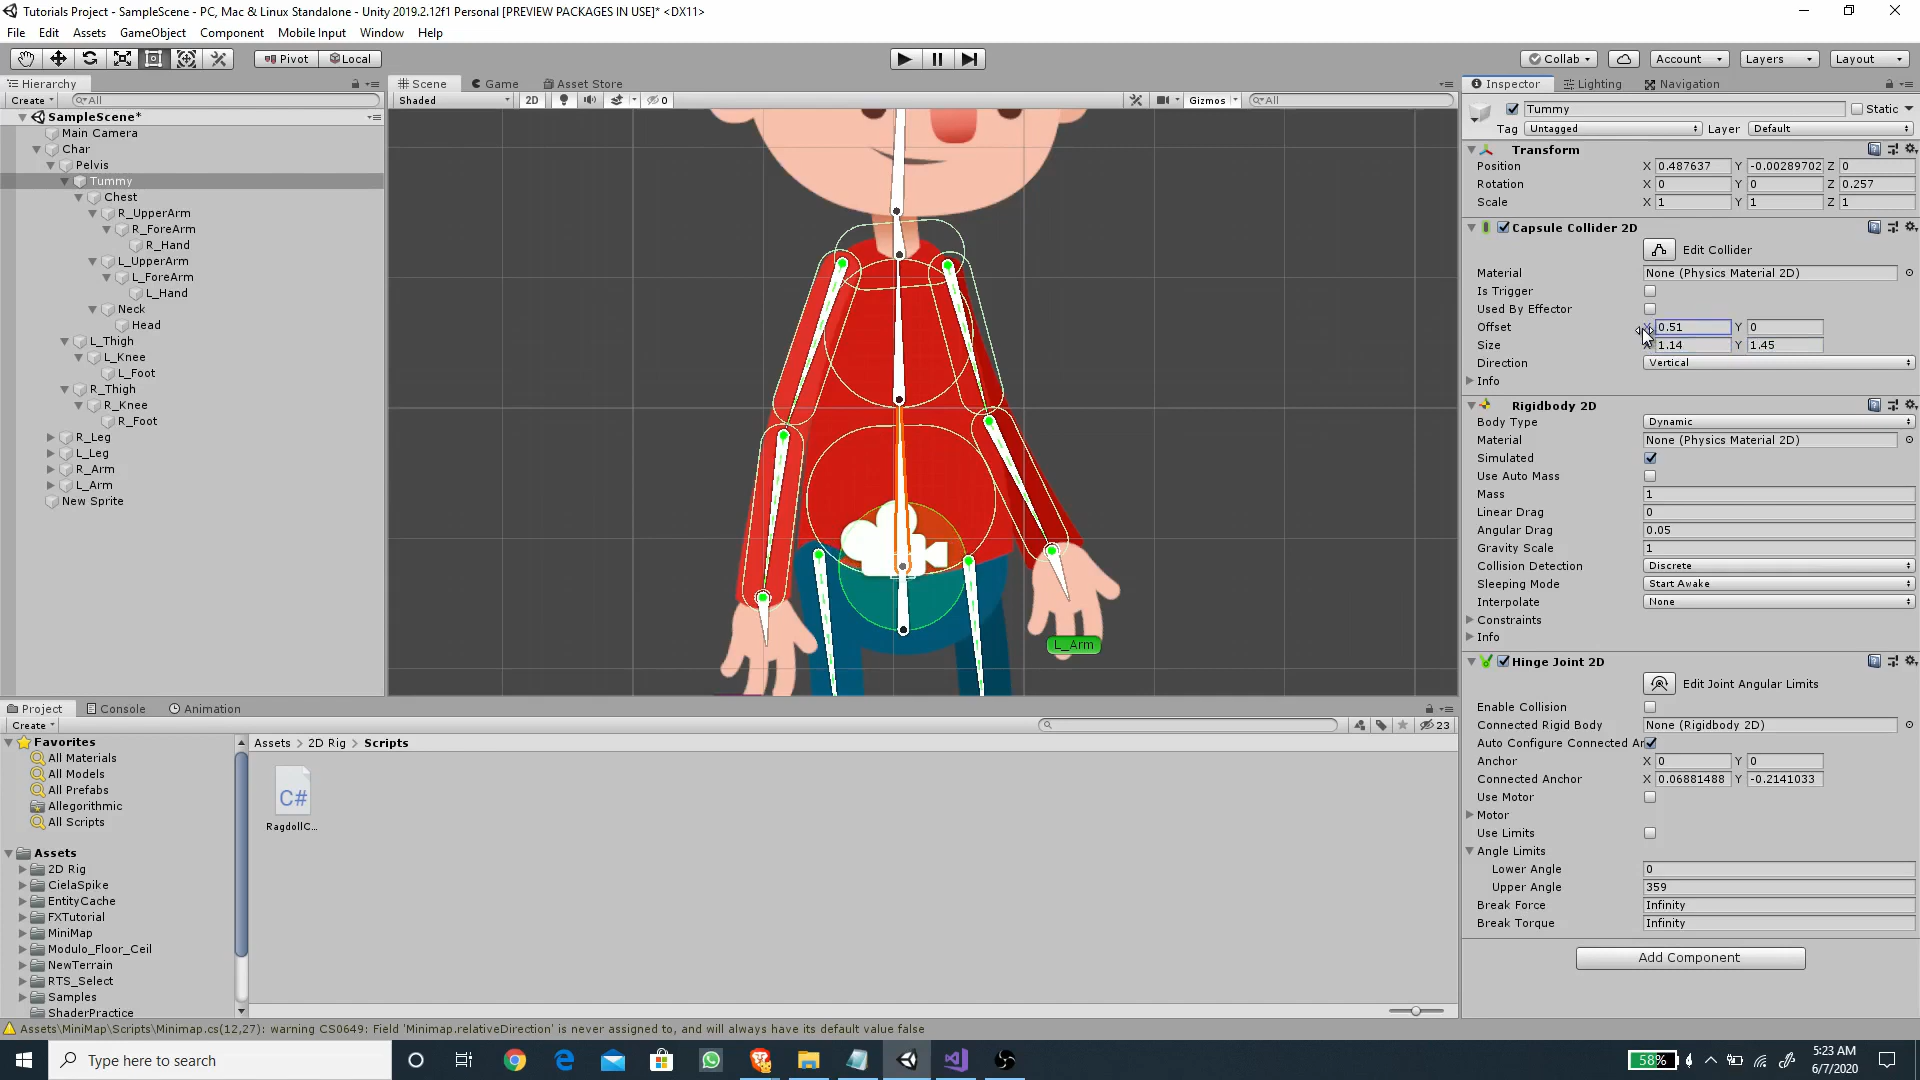 Tutorials Project - SampleScene - PC, Mac & Linux Standalone - Unity 2019.2.12f1 Personal [PREVIEW PACKAGES IN USE]* <DX11>
File Edit Assets GameObject Component Mobile Input Window Help
Pivot Local Collab Account Layers Layout
Hierarchy
Create All
SampleScene*
Main Camera
Char
Pelvis
Tummy
Chest
R_UpperArm
R_ForeArm
R_Hand
L_UpperArm
L_ForeArm
L_Hand
Neck
Head
L_Thigh
L_Knee
L_Foot
R_Thigh
R_Knee
R_Foot
R_Leg
L_Leg
R_Arm
L_Arm
New Sprite
Scene Game Asset Store
Shaded 2D 0 Gizmos All
L_Arm
Inspector Lighting Navigation
Tummy Static
Tag Untagged Layer Default
Transform
Position X 0.487637 Y -0.00289702 Z 0
Rotation X 0 Y 0 Z 0.257
Scale X 1 Y 1 Z 1
Capsule Collider 2D
Edit Collider
Material None (Physics Material 2D)
Is Trigger
Used By Effector
Offset X 0.51 Y 0
Size X 1.14 Y 1.45
Direction Vertical
Info
Rigidbody 2D
Body Type Dynamic
Material None (Physics Material 2D)
Simulated
Use Auto Mass
Mass 1
Linear Drag 0
Angular Drag 0.05
Gravity Scale 1
Collision Detection Discrete
Sleeping Mode Start Awake
Interpolate None
Constraints
Info
Hinge Joint 2D
Edit Joint Angular Limits
Enable Collision
Connected Rigid Body None (Rigidbody 2D)
Auto Configure Connected Ar
Anchor X 0 Y 0
Connected Anchor X 0.06881488 Y -0.2141033
Use Motor
Motor
Use Limits
Angle Limits
Lower Angle 0
Upper Angle 359
Break Force Infinity
Break Torque Infinity
Add Component
Project Console Animation
Create 23
Favorites
All Materials
All Models
All Prefabs
Allegorithmic
All Scripts
Assets
2D Rig
CielaSpike
EntityCache
FXTutorial
MiniMap
Modulo_Floor_Ceil
NewTerrain
RTS_Select
Samples
ShaderPractice
Assets > 2D Rig > Scripts
C#
RagdollC...
Assets\MiniMap\Scripts\Minimap.cs(12,27): warning CS0649: Field 'Minimap.relativeDirection' is never assigned to, and will always have its default value false
Type here to search
58%
5:23 AM
6/7/2020